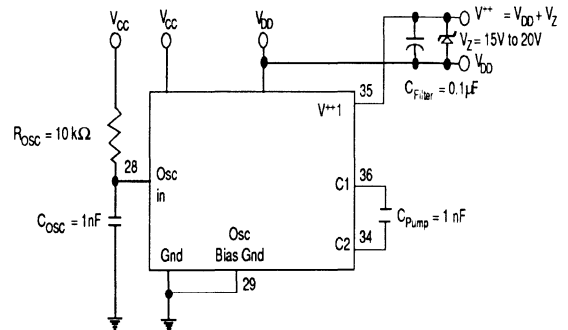 V_CC
V_CC
V_DD
V⁺⁺ = V_DD + V_Z
V_Z = 15V to 20V
V_DD
C_Filter = 0.1µF
35
V⁺⁺1
R_OSC = 10 kΩ
28
Osc
in
36
C1
C_Pump = 1 nF
C_OSC = 1nF
C2
34
Osc
Gnd
Bias Gnd
29